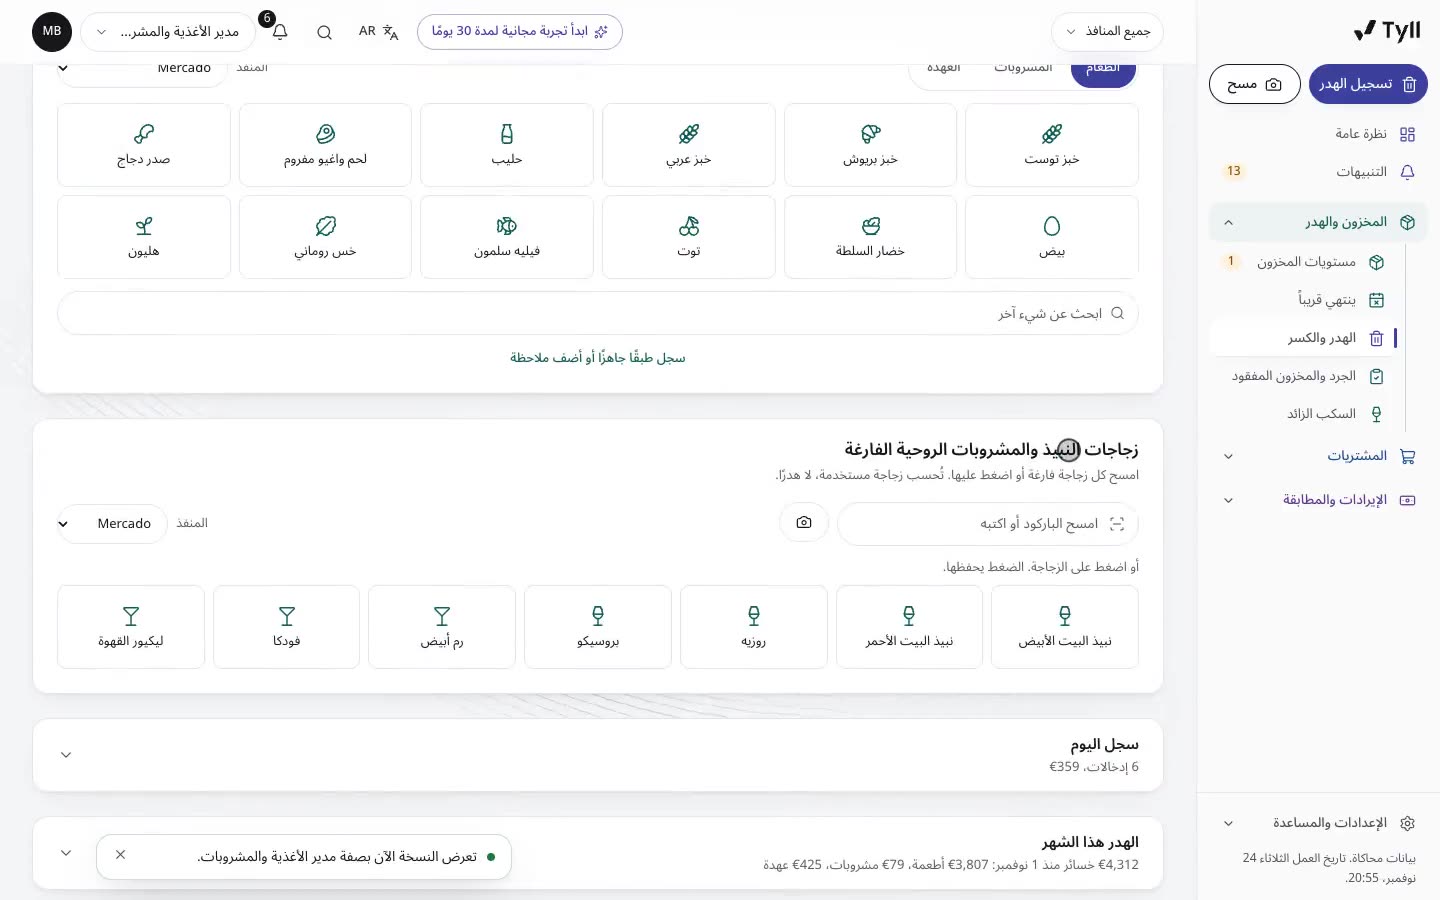 Tyll
تسجيل الهدر
مسح
نظرة عامة
التنبيهات
13
المخزون والهدر
مستويات المخزون
1
ينتهي قريباً
الهدر والكسر
الجرد والمخزون المفقود
السكب الزائد
المشتريات
الإيرادات والمطابقة
الإعدادات والمساعدة
بيانات محاكاة. تاريخ العمل الثلاثاء 24
نوفمبر، 20:55.
جميع المنافذ
ابدأ تجربة مجانية لمدة 30 يومًا
AR
6
مدير الأغذية والمشر...
MB
الطعام
المشروبات
العهدة
المنفذ
Mercado
خبز توست
خبز بريوش
خبز عربي
حليب
لحم واغيو مفروم
صدر دجاج
بيض
خضار السلطة
توت
فيليه سلمون
خس روماني
هليون
ابحث عن شيء آخر
سجل طبقًا جاهزًا أو أضف ملاحظة
زجاجات النبيذ والمشروبات الروحية الفارغة
امسح كل زجاجة فارغة أو اضغط عليها. تُحسب زجاجة مستخدمة، لا هدرًا.
امسح الباركود أو اكتبه
المنفذ
Mercado
أو اضغط على الزجاجة. الضغط يحفظها.
نبيذ البيت الأبيض
نبيذ البيت الأحمر
روزيه
بروسيكو
رم أبيض
فودكا
ليكيور القهوة
سجل اليوم
6 إدخالات، €359
الهدر هذا الشهر
€4,312 خسائر منذ 1 نوفمبر: €3,807 أطعمة، €79 مشروبات، €425 عهدة
تعرض النسخة الآن بصفة مدير الأغذية والمشروبات.